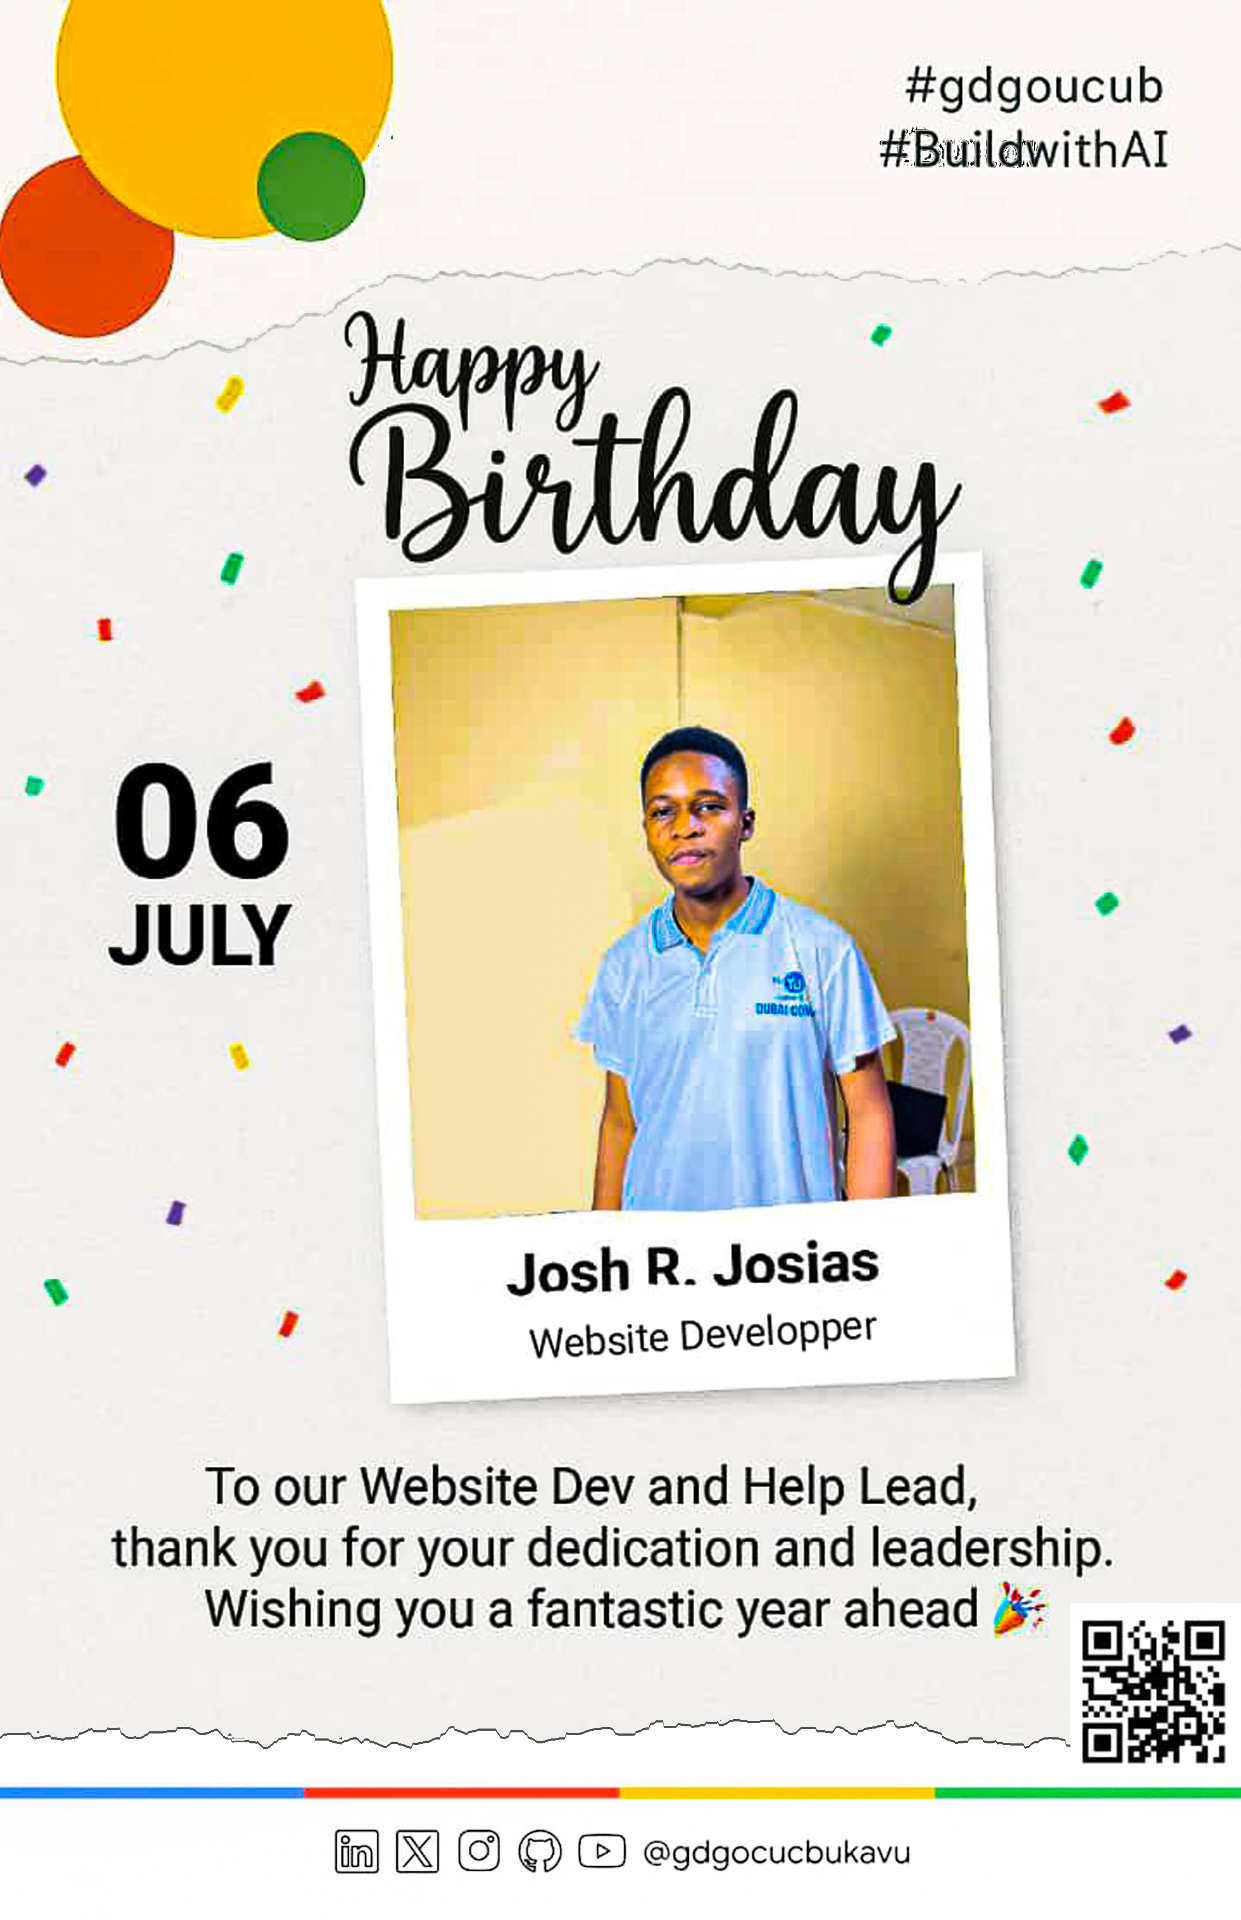 #gdgoucub
#BuildwithAI
Happy
Birthday
06
JULY
DUBAI
Josh R. Josias
Website Developper
To our Website Dev and Help Lead,
thank you for your dedication and leadership.
Wishing you a fantastic year ahead 🎉
@gdgocucbukavu